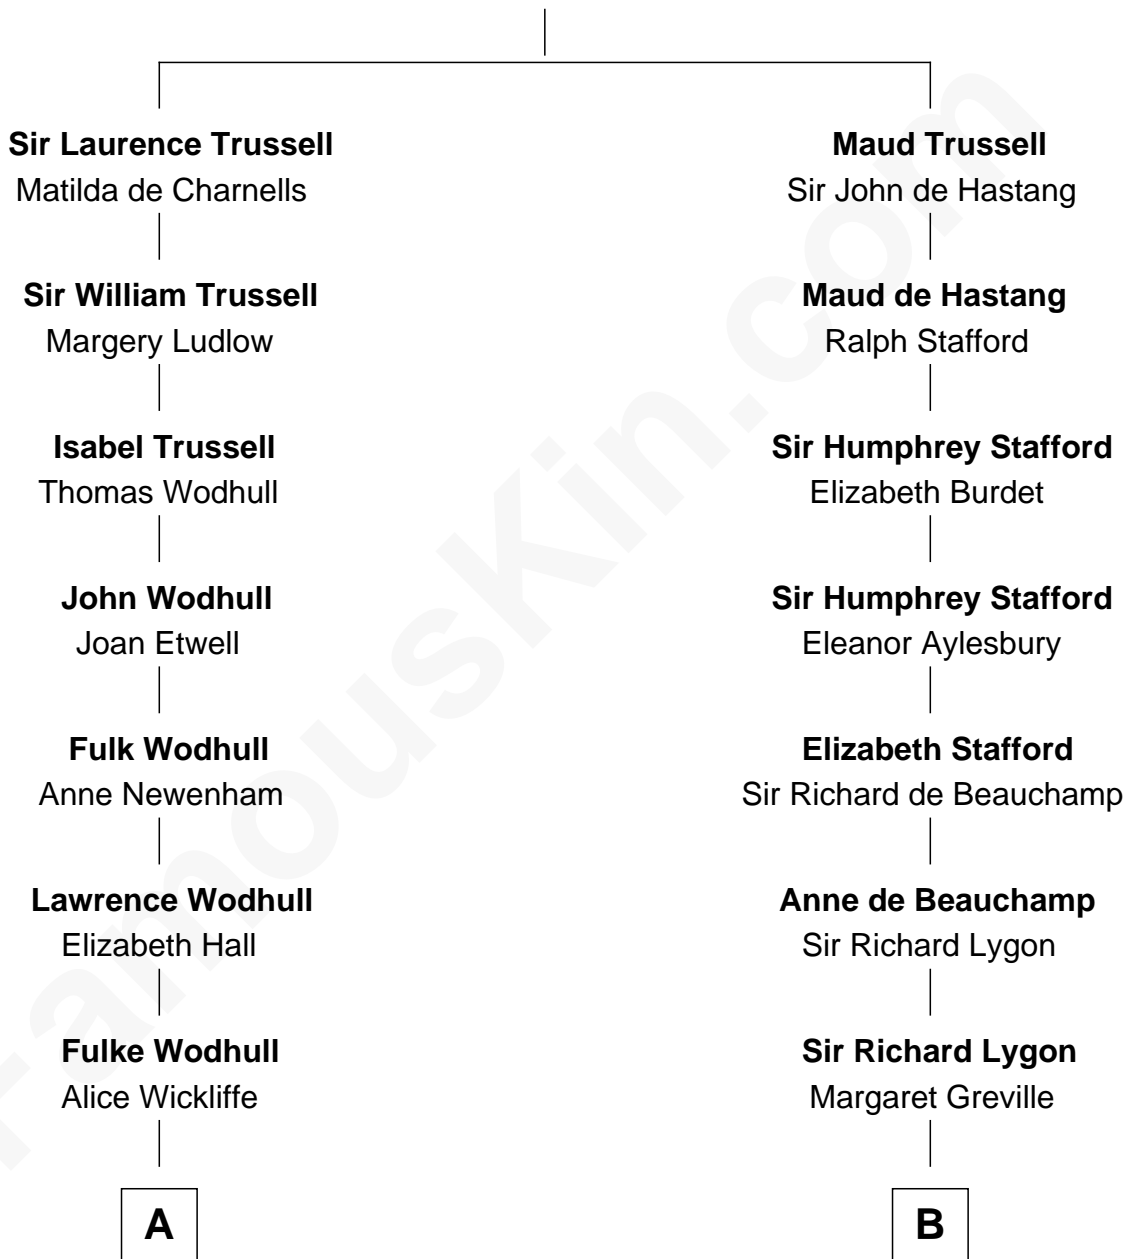 Sir Laurence Trussell
Matilda de Charnells
Maud Trussell
Sir John de Hastang
Sir William Trussell
Margery Ludlow
Maud de Hastang
Ralph Stafford
Isabel Trussell
Thomas Wodhull
Sir Humphrey Stafford
Elizabeth Burdet
John Wodhull
Joan Etwell
Sir Humphrey Stafford
Eleanor Aylesbury
Fulk Wodhull
Anne Newenham
Elizabeth Stafford
Sir Richard de Beauchamp
Lawrence Wodhull
Elizabeth Hall
Anne de Beauchamp
Sir Richard Lygon
Fulke Wodhull
Alice Wickliffe
Sir Richard Lygon
Margaret Greville
A
B
FamousKin.com